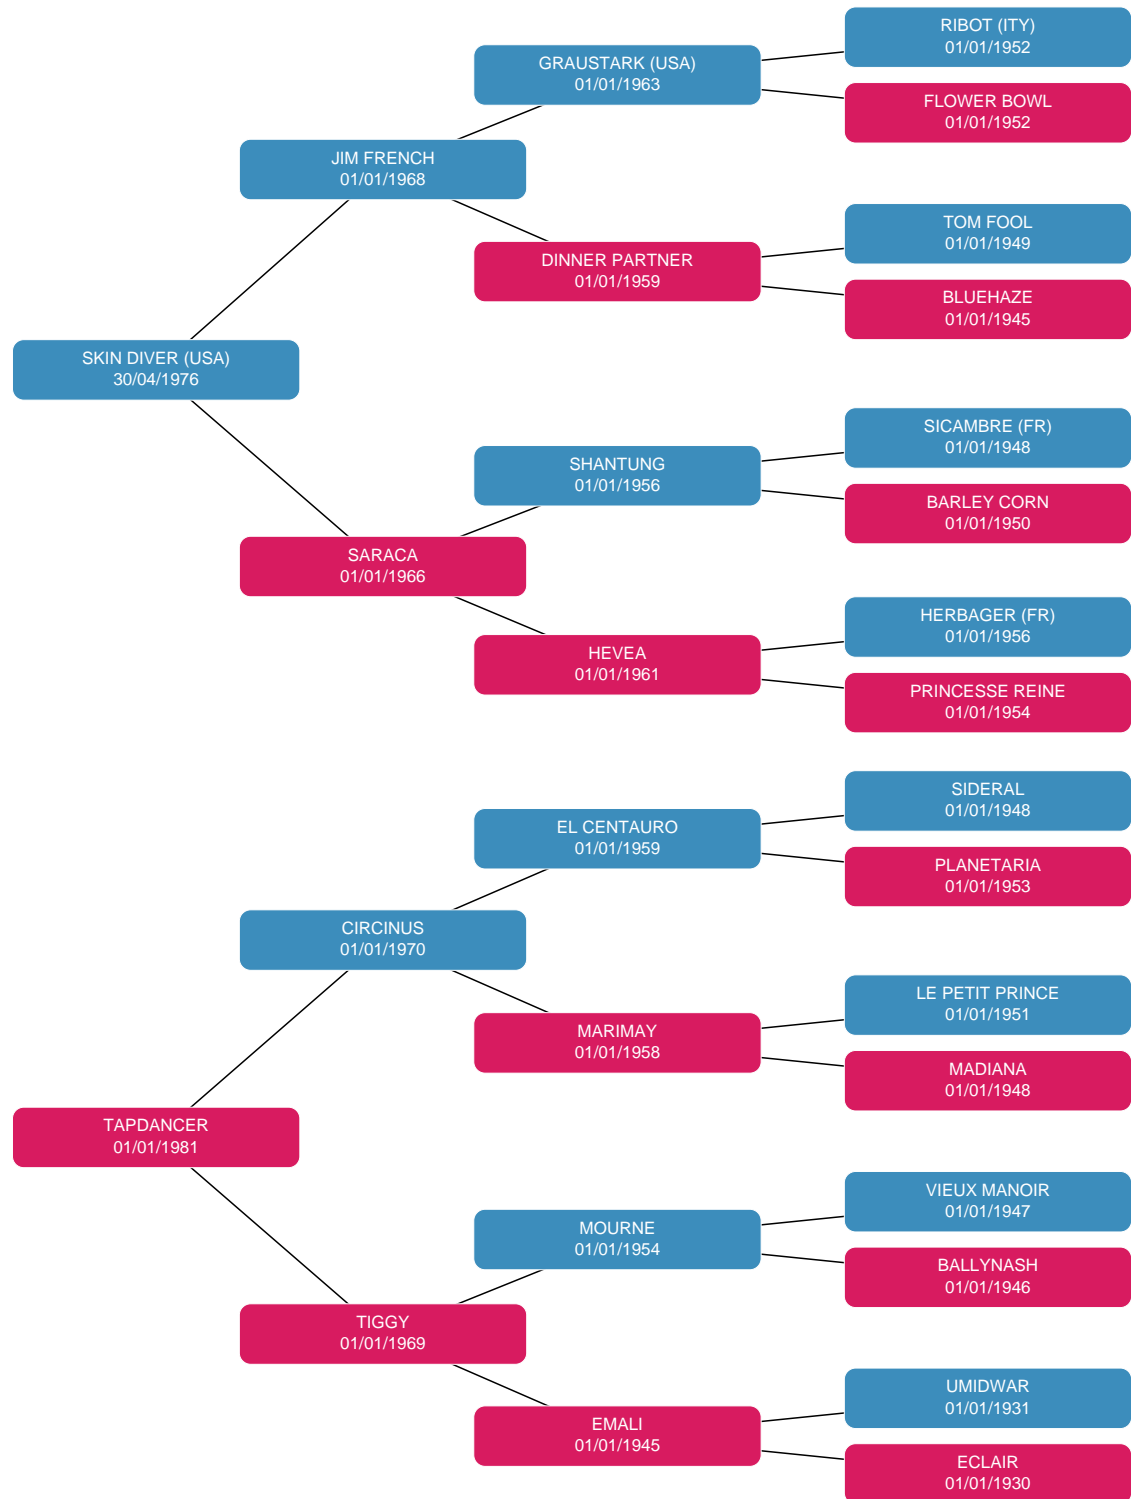 RIBOT (ITY)
01/01/1952
GRAUSTARK (USA)
01/01/1963
FLOWER BOWL
01/01/1952
JIM FRENCH
01/01/1968
TOM FOOL
01/01/1949
DINNER PARTNER
01/01/1959
BLUEHAZE
01/01/1945
SKIN DIVER (USA)
30/04/1976
SICAMBRE (FR)
01/01/1948
SHANTUNG
01/01/1956
BARLEY CORN
01/01/1950
SARACA
01/01/1966
HERBAGER (FR)
01/01/1956
HEVEA
01/01/1961
PRINCESSE REINE
01/01/1954
SIDERAL
01/01/1948
EL CENTAURO
01/01/1959
PLANETARIA
01/01/1953
CIRCINUS
01/01/1970
LE PETIT PRINCE
01/01/1951
MARIMAY
01/01/1958
MADIANA
01/01/1948
TAPDANCER
01/01/1981
VIEUX MANOIR
01/01/1947
MOURNE
01/01/1954
BALLYNASH
01/01/1946
TIGGY
01/01/1969
UMIDWAR
01/01/1931
EMALI
01/01/1945
ECLAIR
01/01/1930